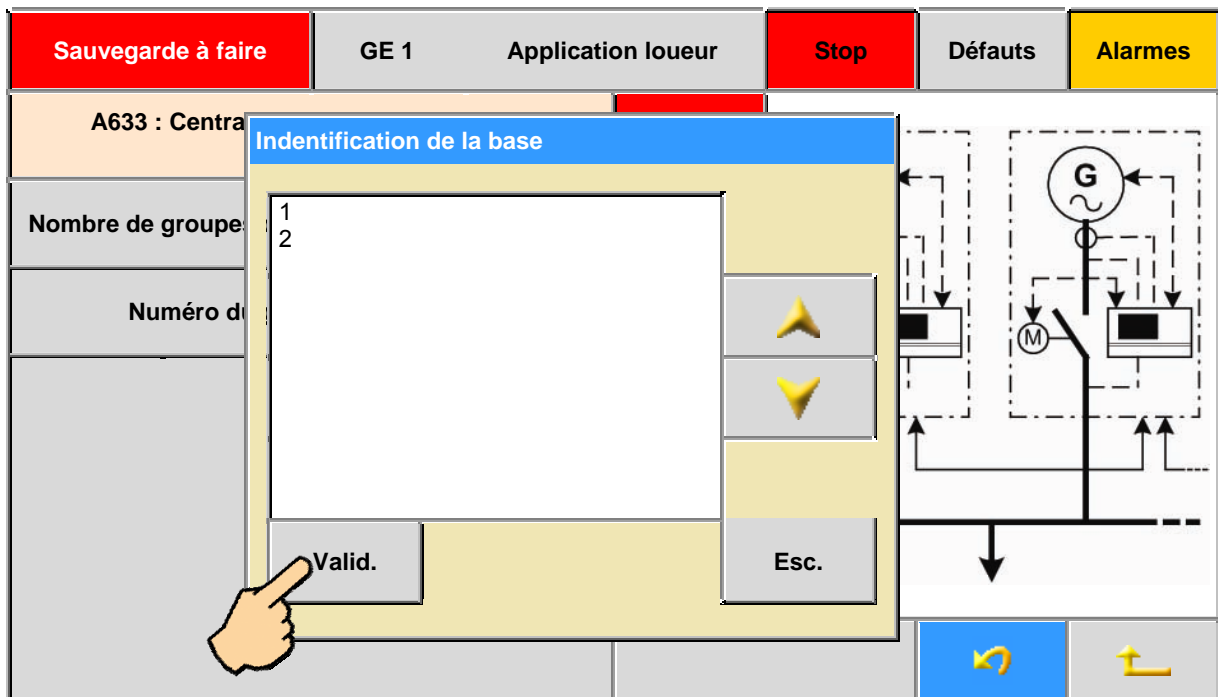 Sauvegarde à faire
GE 1
Application loueur
Stop
Défauts
Alarmes
A633 : Centra
Nombre de groupes
Numéro du
Indentification de la base
1
2
Valid.
Esc.
G
M